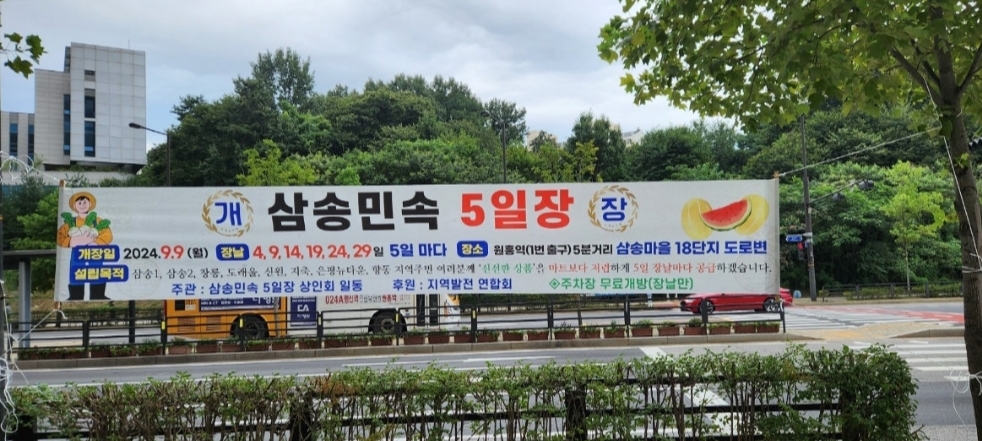 개 삼송민속 5일장 장
개장일 2024.9.9 (월) 장날 4, 9, 14, 19, 24, 29일 5일 마다 장소 원흥역(1번 출구)5분거리 삼송마을 18단지 도로변
설립목적 삼송1, 삼송2, 창릉, 도래울, 신원, 지축, 은평뉴타운, 향동 지역주민 여러분께 '신선한 상품'을 마트보다 저렴하게 5일 장날마다 공급하겠습니다.
주관 : 삼송민속 5일장 상인회 일동 후원 : 지역발전 연합회 ◈주차장 무료개방(장날만)
CA